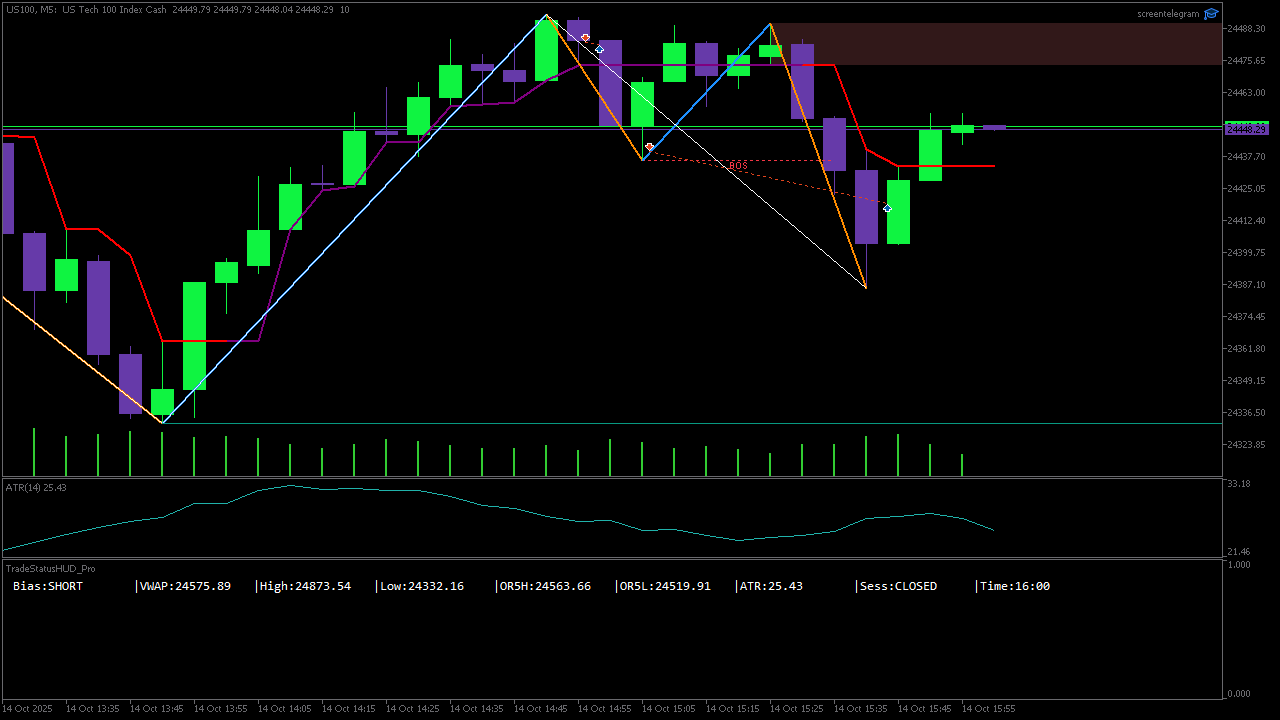 US100, M5: US Tech 100 Index Cash 24449.79 24449.79 24448.04 24448.29 10
screentelegram
24488.30
24475.65
24463.00
24448.29
24437.70
24425.05
24412.40
24399.75
24387.10
24374.45
24361.80
24349.15
24336.50
24323.85
BOS
ATR(14) 25.43
33.18
21.46
TradeStatusHUD_Pro
1.000
Bias:SHORT |VWAP:24575.89 |High:24873.54 |Low:24332.16 |OR5H:24563.66 |OR5L:24519.91 |ATR:25.43 |Sess:CLOSED |Time:16:00
0.000
14 Oct 2025 14 Oct 13:35 14 Oct 13:45 14 Oct 13:55 14 Oct 14:05 14 Oct 14:15 14 Oct 14:25 14 Oct 14:35 14 Oct 14:45 14 Oct 14:55 14 Oct 15:05 14 Oct 15:15 14 Oct 15:25 14 Oct 15:35 14 Oct 15:45 14 Oct 15:55